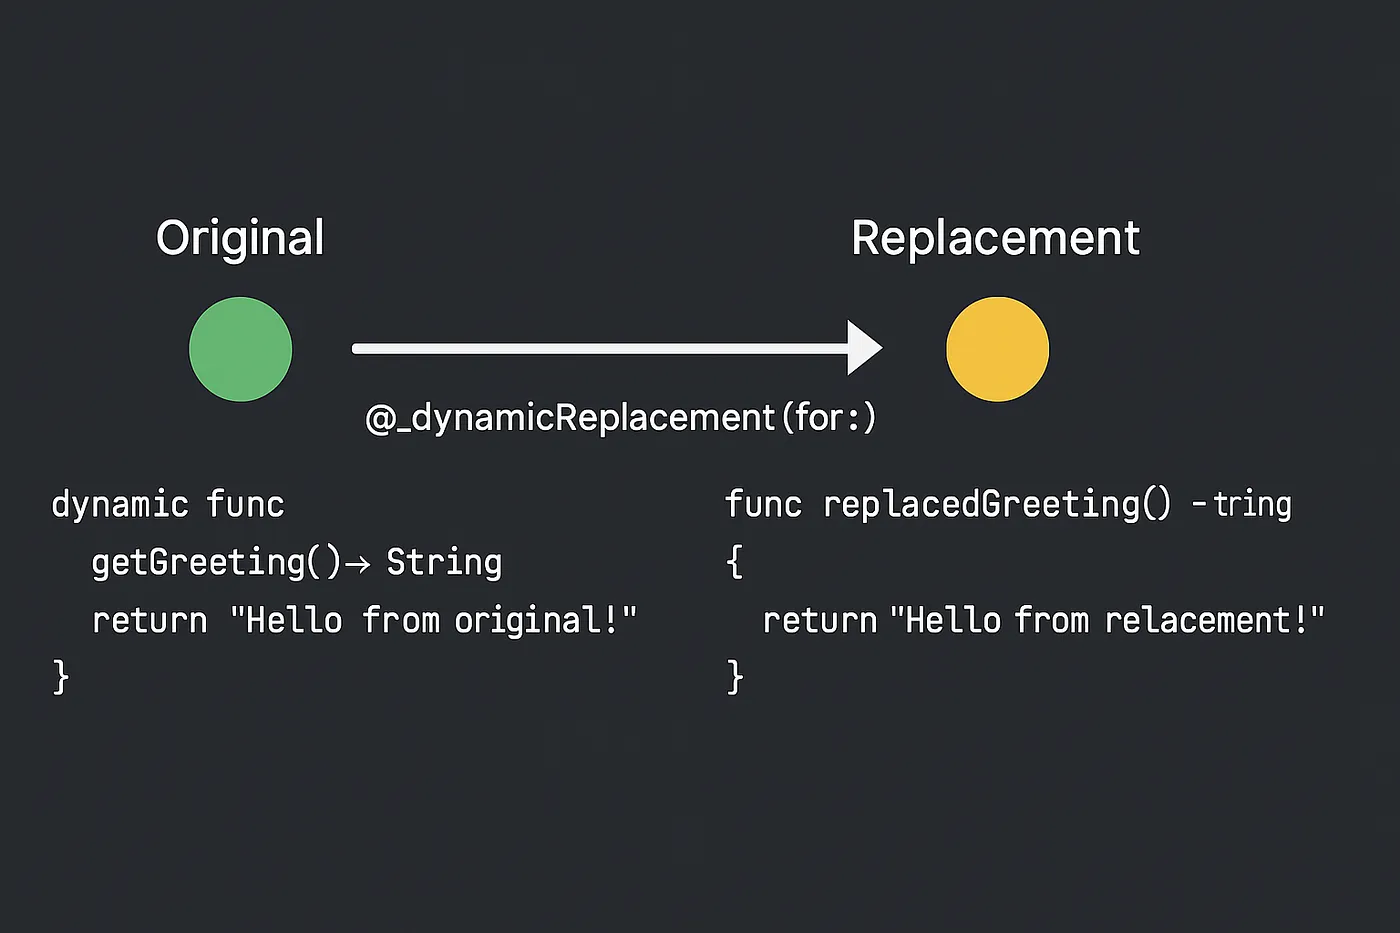 Original
Replacement
@_dynamicReplacement(for:)
dynamic func
getGreeting()→ String
return "Hello from original!"
}
func replacedGreeting() -tring
{
return "Hello from relacement!"
}